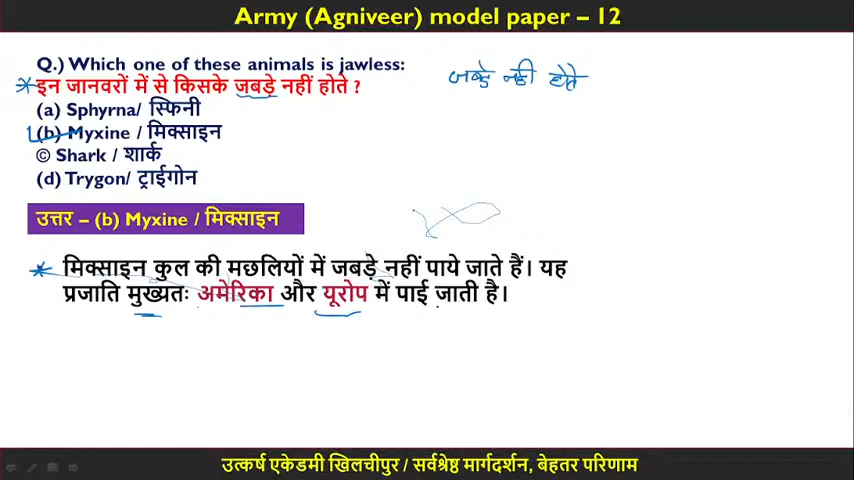 Army (Agniveer) model paper – 12
Q.) Which one of these animals is jawless:
इन जानवरों में से किसके जबड़े नहीं होते ?
जबड़े नही होते
(a) Sphyrna/ स्फिनी
(b) Myxine / मिक्साइन
© Shark / शार्क
(d) Trygon/ ट्राईगोन
उत्तर – (b) Myxine / मिक्साइन
मिक्साइन कुल की मछलियों में जबड़े नहीं पाये जाते हैं। यह
प्रजाति मुख्यतः अमेरिका और यूरोप में पाई जाती है।
उत्कर्ष एकेडमी खिलचीपुर / सर्वश्रेष्ठ मार्गदर्शन, बेहतर परिणाम